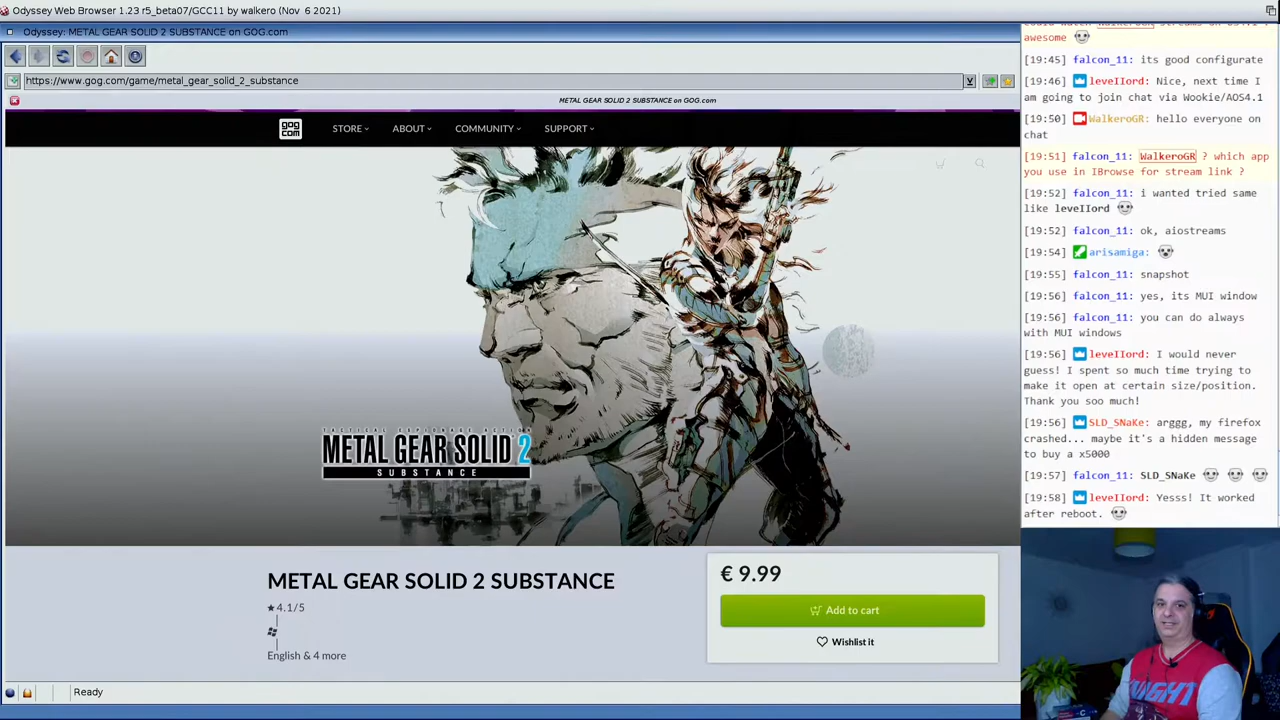 Odyssey Web Browser 1.23 r5_beta07/GCC11 by walkero (Nov 6 2021)
Odyssey: METAL GEAR SOLID 2 SUBSTANCE on GOG.com
https://www.gog.com/game/metal_gear_solid_2_substance
METAL GEAR SOLID 2 SUBSTANCE on GOG.com
gog
com
STORE ABOUT COMMUNITY SUPPORT
TACTICAL ESPIONAGE ACTION
METAL GEAR SOLID 2
SUBSTANCE
METAL GEAR SOLID 2 SUBSTANCE
★4.1/5
English & 4 more
€ 9.99
Add to cart
Wishlist it
Ready
awesome
[19:45] falcon_11: its good configurate
[19:46] leveIIord: Nice, next time I
am going to join chat via Wookie/AOS4.1
[19:50] WalkeroGR: hello everyone on
chat
[19:51] falcon_11: WalkeroGR ? which app
you use in IBrowse for stream link ?
[19:52] falcon_11: i wanted tried same
like leveIIord
[19:52] falcon_11: ok, aiostreams
[19:54] arisamiga:
[19:55] falcon_11: snapshot
[19:56] falcon_11: yes, its MUI window
[19:56] falcon_11: you can do always
with MUI windows
[19:56] leveIIord: I would never
guess! I spent so much time trying to
make it open at certain size/position.
Thank you soo much!
[19:56] SLD_SNaKe: arggg, my firefox
crashed... maybe it's a hidden message
to buy a x5000
[19:57] falcon_11: SLD_SNaKe
[19:58] leveIIord: Yesss! It worked
after reboot.